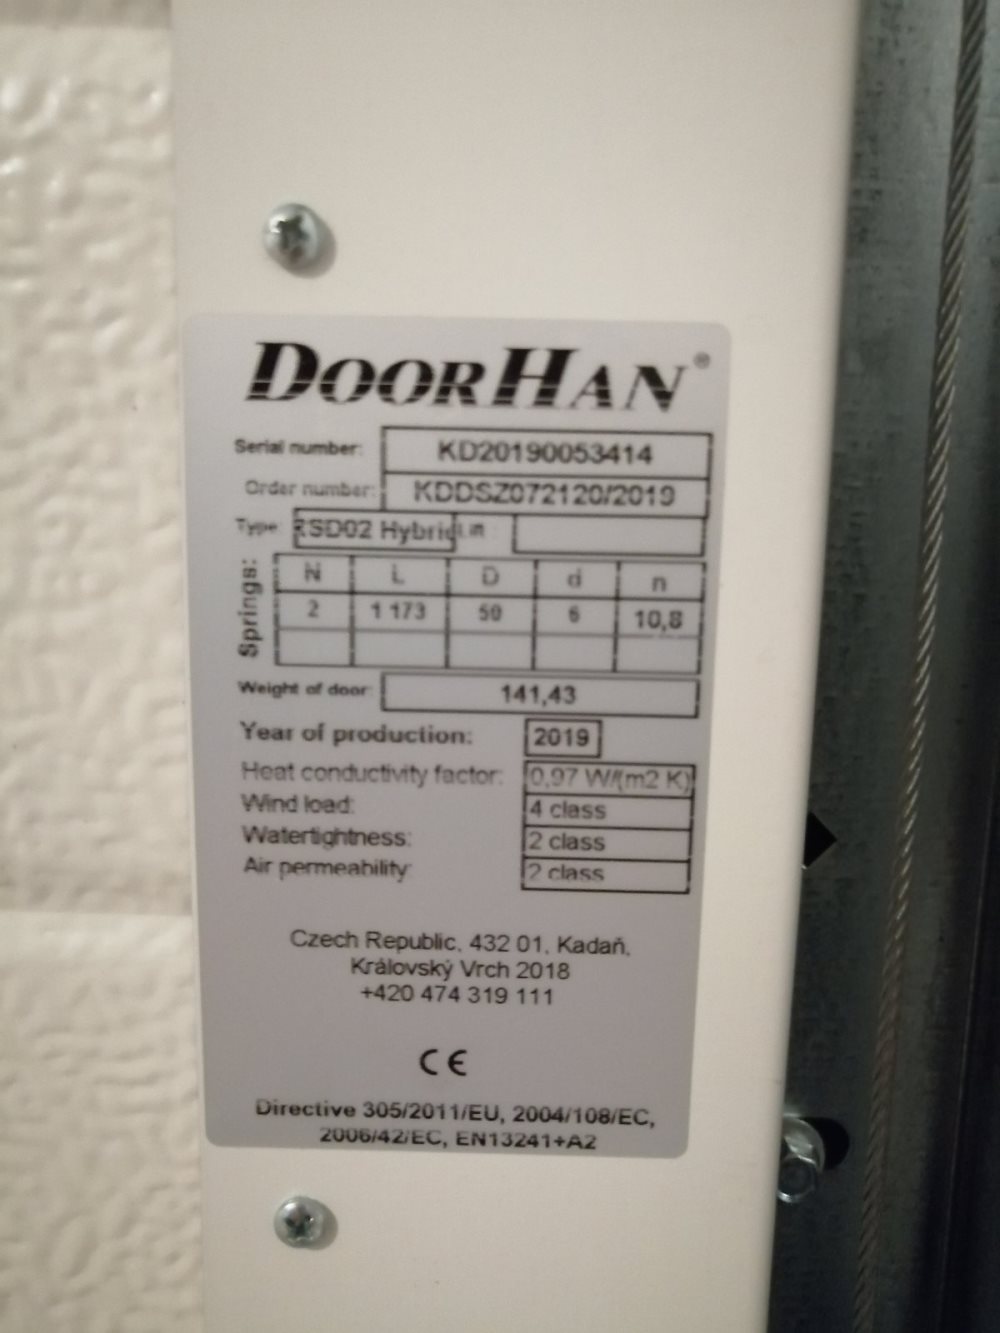 DOORHAN®
Serial number: KD20190053414
Order number: KDDSZ072120/2019
Type: RSD02 Hybrid Lift
Springs:
N L D d n
2 1 173 50 6 10,8
Weight of door: 141,43
Year of production: 2019
Heat conductivity factor: 0,97 W/(m2 K)
Wind load: 4 class
Watertightness: 2 class
Air permeability: 2 class
Czech Republic, 432 01, Kadaň,
Královský Vrch 2018
+420 474 319 111
CE
Directive 305/2011/EU, 2004/108/EC,
2006/42/EC, EN13241+A2